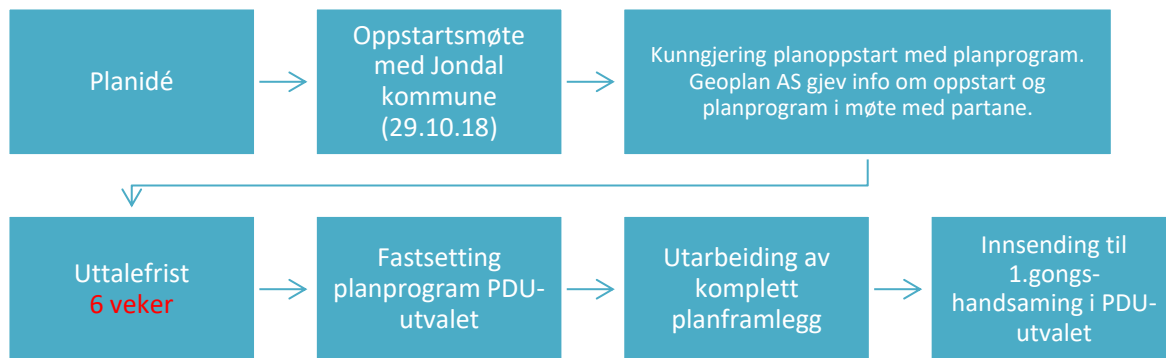 Planidé
Oppstartsmøte
med Jondal
kommune
(29.10.18)
Kunngjering planoppstart med planprogram.
Geoplan AS gjev info om oppstart og
planprogram i møte med partane.
Uttalefrist
6 veker
Fastsetting
planprogram PDU-
utvalet
Utarbeiding av
komplett
planframlegg
Innsending til
1.gongs-
handsaming i PDU-
utvalet